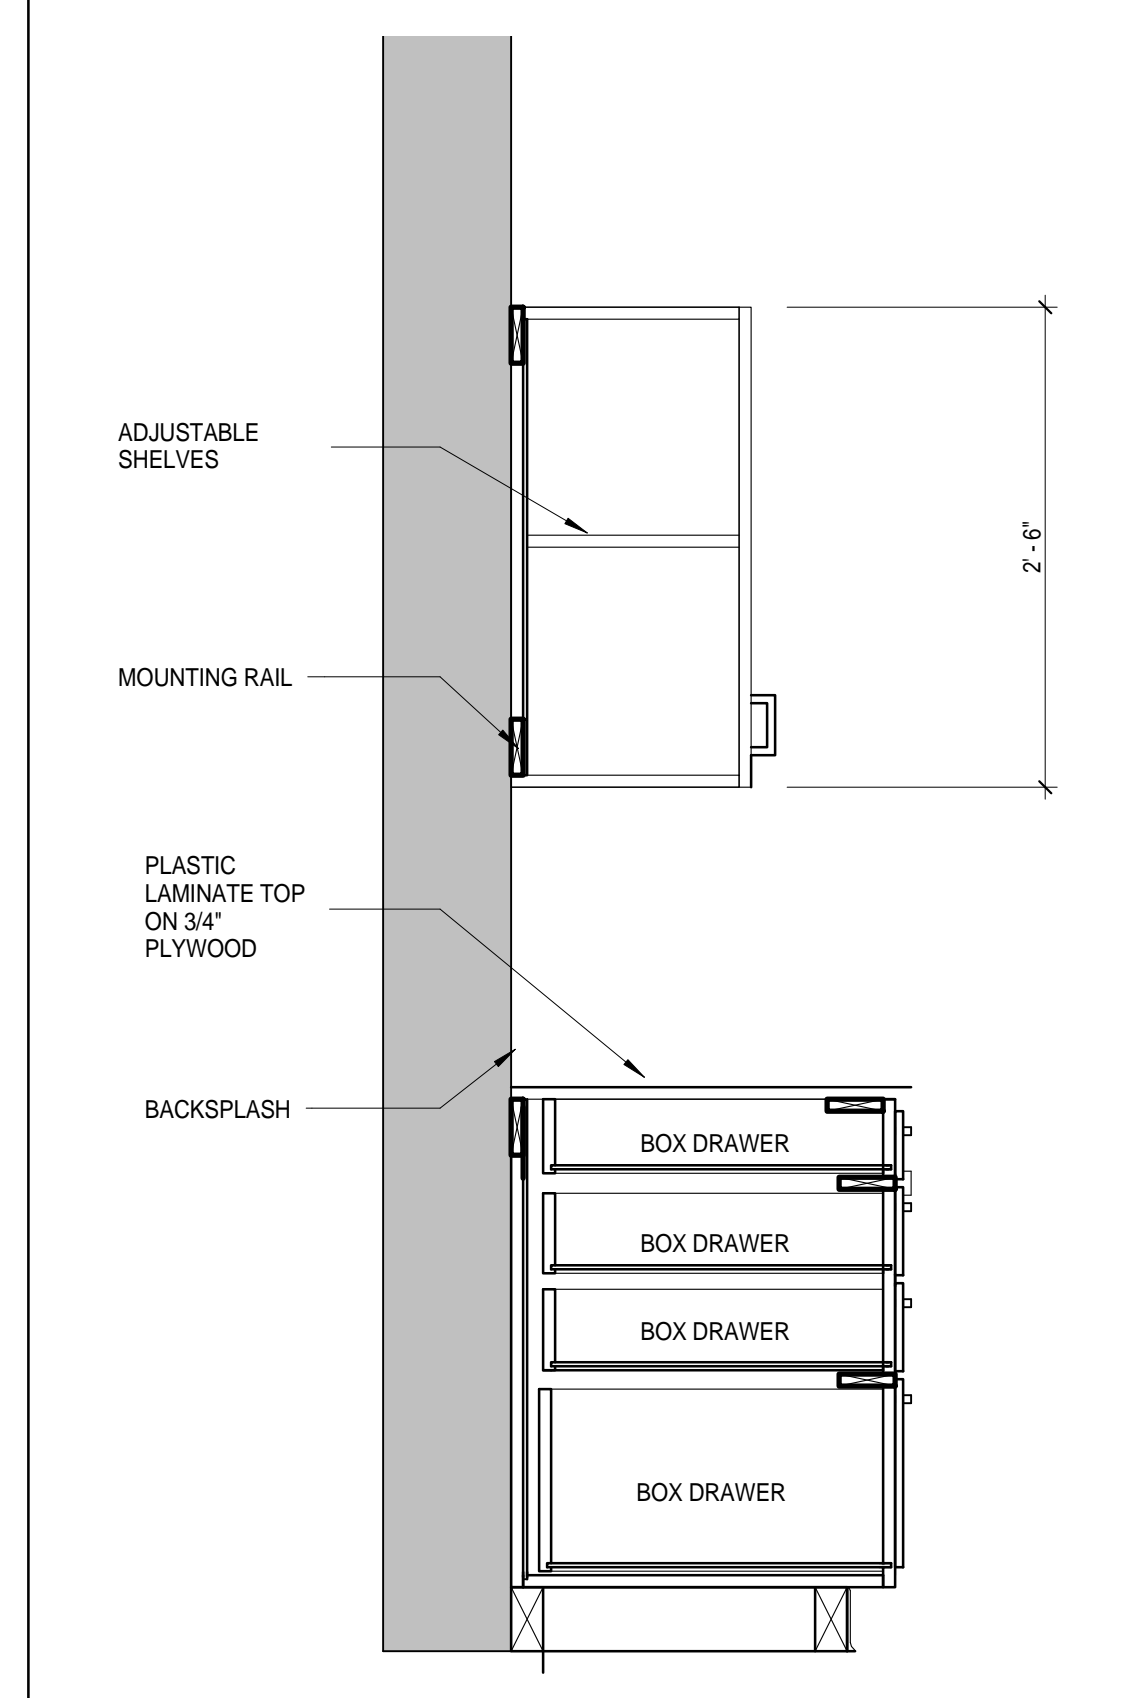 ADJUSTABLE
SHELVES
2' - 6"
MOUNTING RAIL
PLASTIC
LAMINATE TOP
ON 3/4"
PLYWOOD
BACKSPLASH
BOX DRAWER
BOX DRAWER
BOX DRAWER
BOX DRAWER